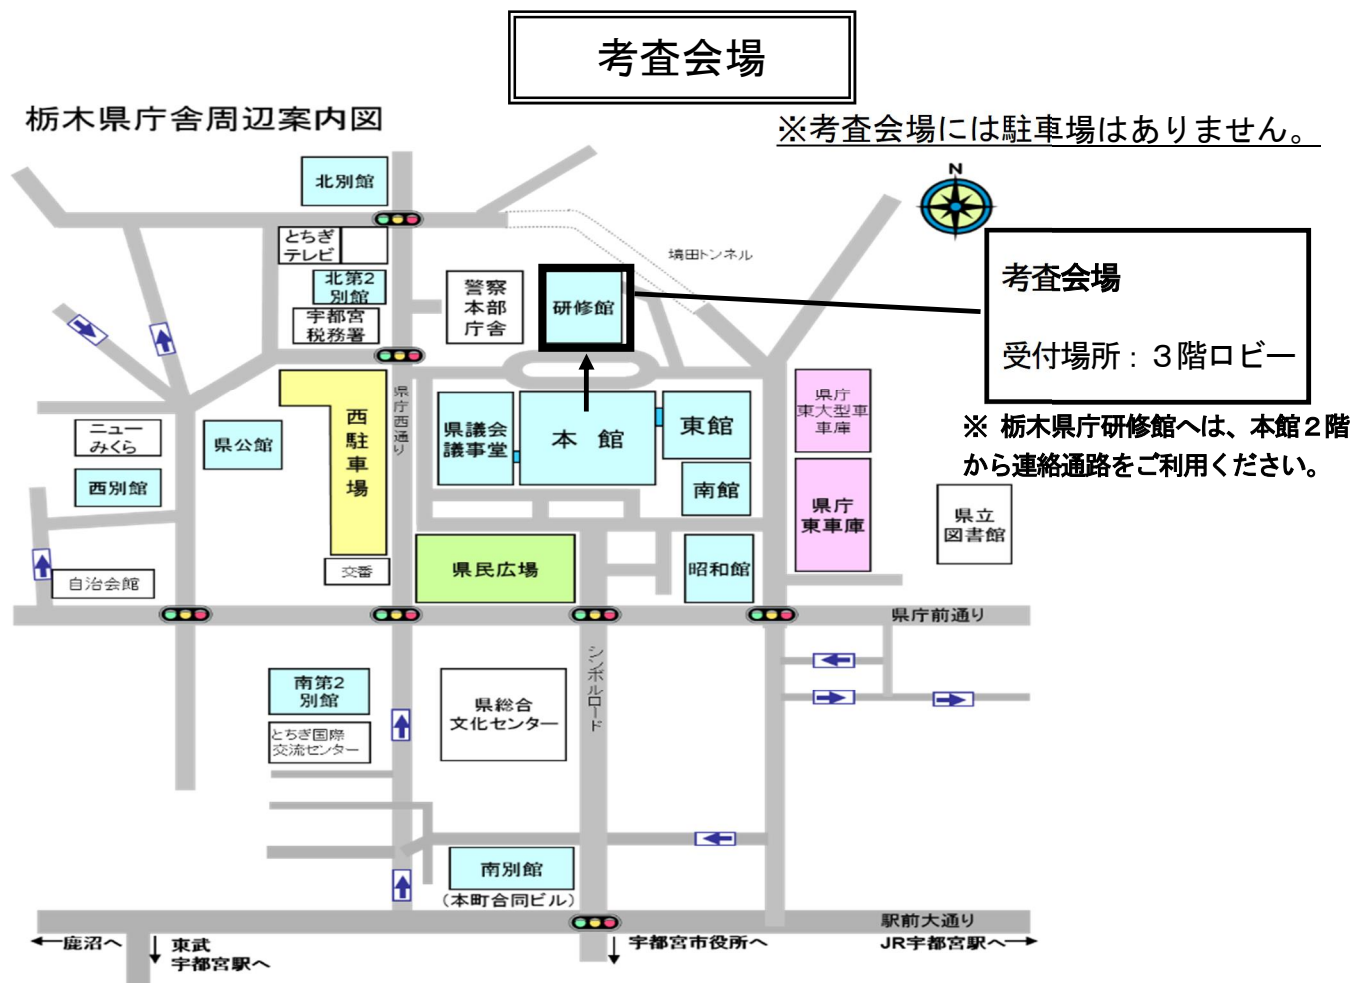 考査会場
栃木県庁舎周辺案内図
※考査会場には駐車場はありません。
N
北別館
とちぎ
テレビ
北第2
別館
宇都宮
税務署
警察
本部
庁舎
研修館
塙田トンネル
考査会場
受付場所：３階ロビー
※ 栃木県庁研修館へは、本館２階
から連絡通路をご利用ください。
ニュー
みくら
西別館
県公館
西駐車場
県庁西通り
県議会
議事堂
本 館
東館
南館
県庁
東大型車
車庫
県庁
東車庫
県立
図書館
自治会館
交番
県民広場
昭和館
県庁前通り
南第2
別館
とちぎ国際
交流センター
県総合
文化センター
シンボルロード
南別館
(本町合同ビル)
駅前大通り
鹿沼へ
東武
宇都宮駅へ
宇都宮市役所へ
JR宇都宮駅へ